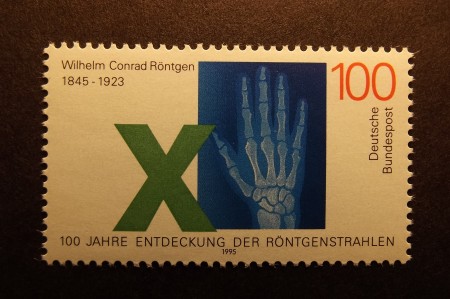 Wilhelm Conrad Röntgen
1845 - 1923
100
Deutsche
Bundespost
X
100 JAHRE ENTDECKUNG DER RÖNTGENSTRAHLEN
1995